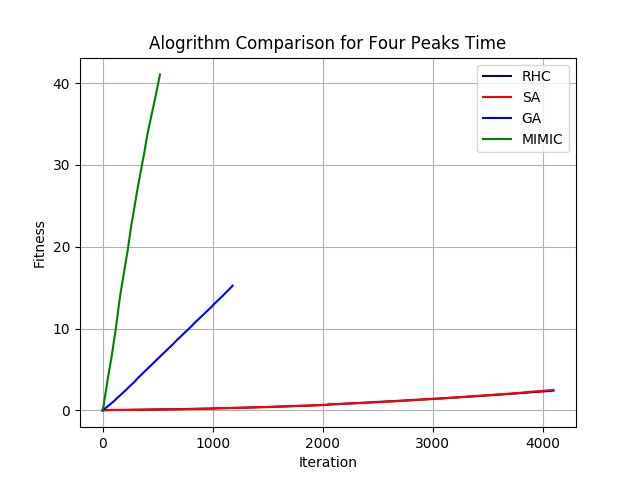 Alogrithm Comparison for Four Peaks Time
RHC
SA
GA
MIMIC
Fitness
40
30
20
10
0
0 1000 2000 3000 4000
Iteration